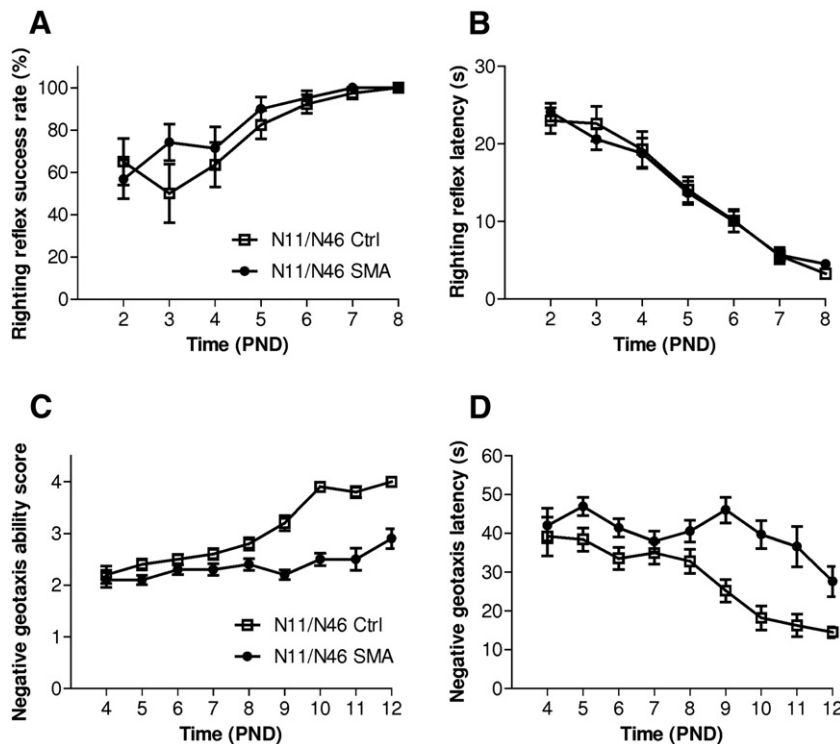 A
Righting reflex success rate (%)
100
80
60
40
20
0
N11/N46 Ctrl
N11/N46 SMA
2 3 4 5 6 7 8
Time (PND)
B
Righting reflex latency (s)
30
20
10
0
2 3 4 5 6 7 8
Time (PND)
C
Negative geotaxis ability score
4
3
2
1
0
N11/N46 Ctrl
N11/N46 SMA
4 5 6 7 8 9 10 11 12
Time (PND)
D
Negative geotaxis latency (s)
60
50
40
30
20
10
0
4 5 6 7 8 9 10 11 12
Time (PND)